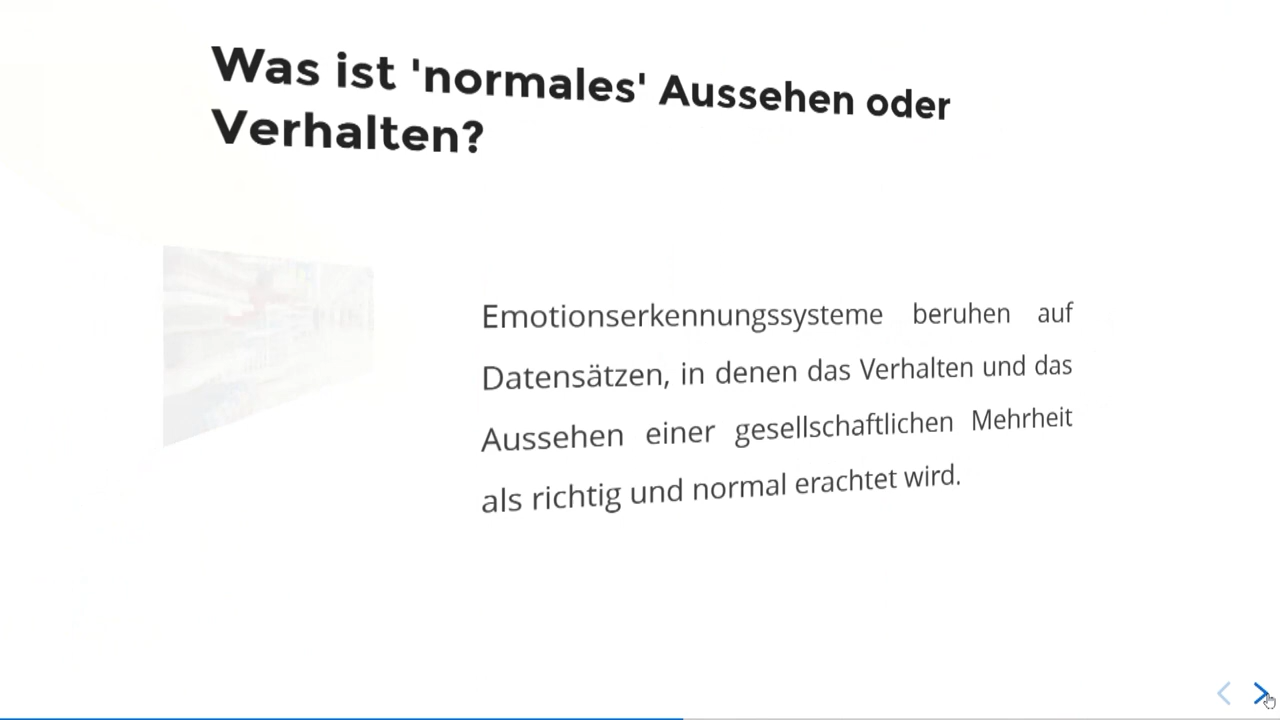 Was ist 'normales' Aussehen oder
Verhalten?
Emotionserkennungssysteme beruhen auf
Datensätzen, in denen das Verhalten und das
Aussehen einer gesellschaftlichen Mehrheit
als richtig und normal erachtet wird.